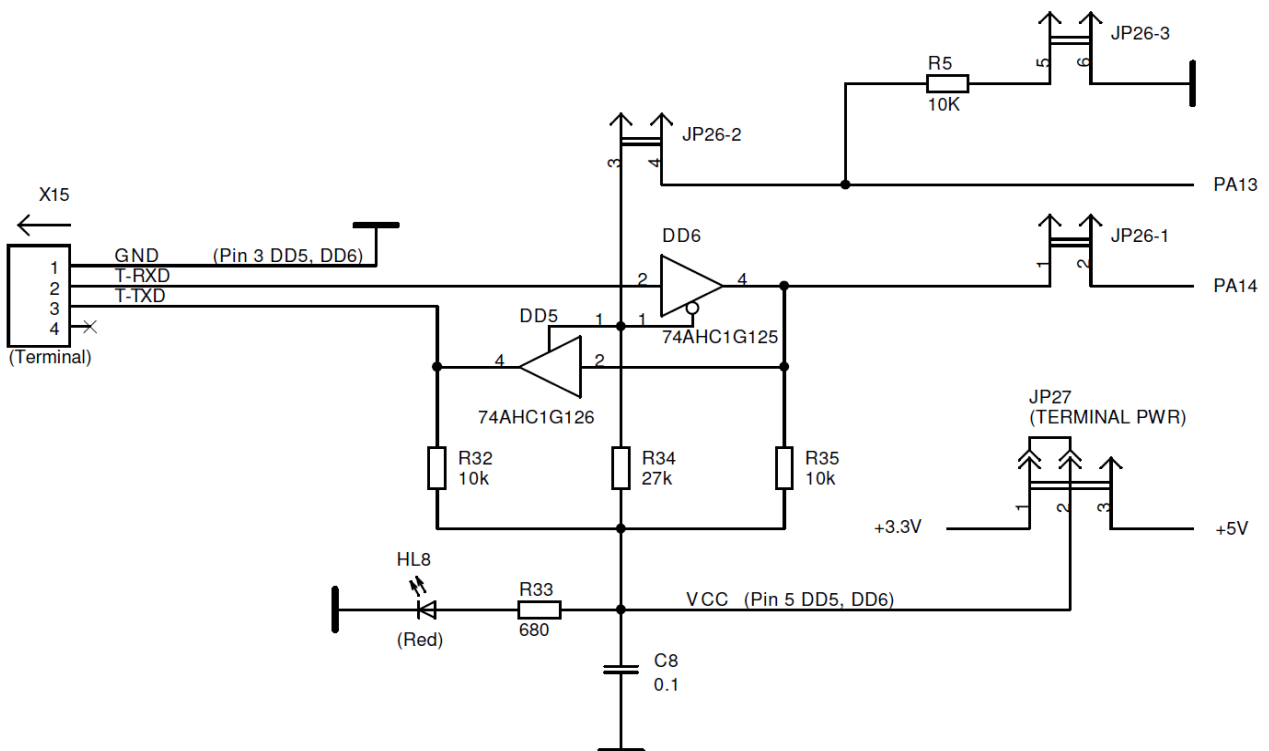 JP26-3
5
6
R5
10K
JP26-2
3
4
PA13
X15
JP26-1
1
2
PA14
DD6
GND (Pin 3 DD5, DD6)
1
T-RXD
2
2
4
T-TXD
3
4
DD5
1
1
74AHC1G125
(Terminal)
4
2
74AHC1G126
JP27
(TERMINAL PWR)
R32
10k
R34
27k
R35
10k
1
2
3
+3.3V
+5V
HL8
R33
680
(Red)
VCC (Pin 5 DD5, DD6)
C8
0.1